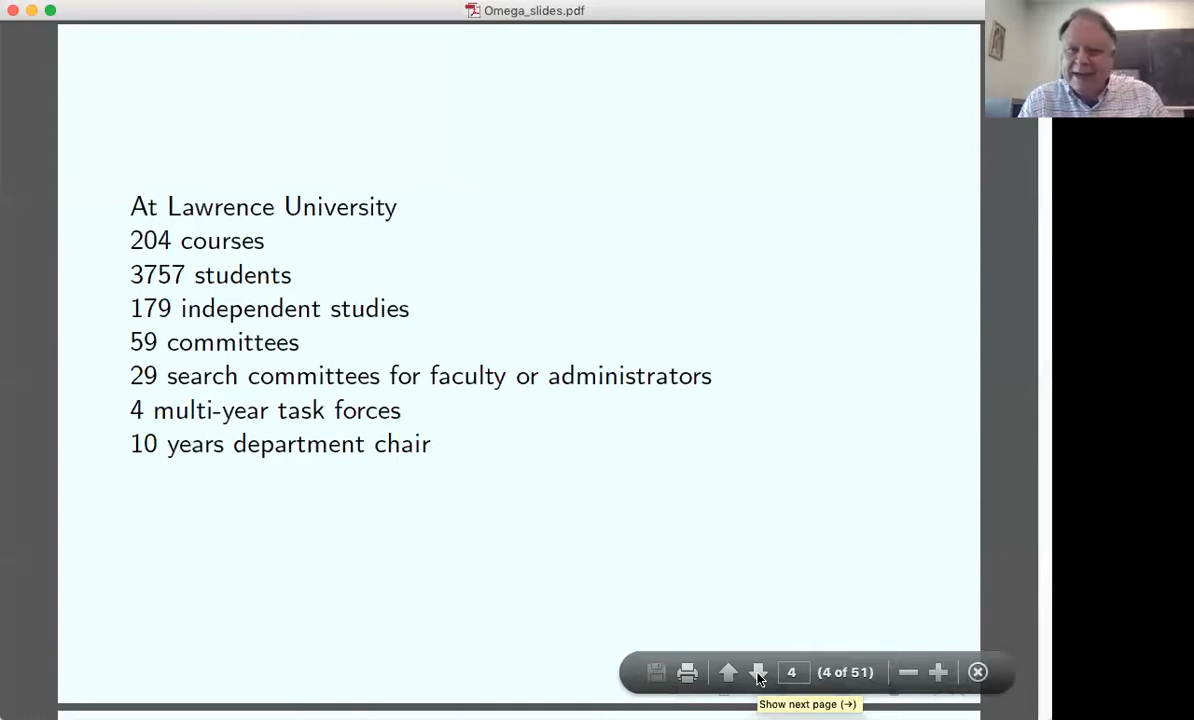 Omega_slides.pdf
At Lawrence University
204 courses
3757 students
179 independent studies
59 committees
29 search committees for faculty or administrators
4 multi-year task forces
10 years department chair
4 (4 of 51)
Show next page (→)